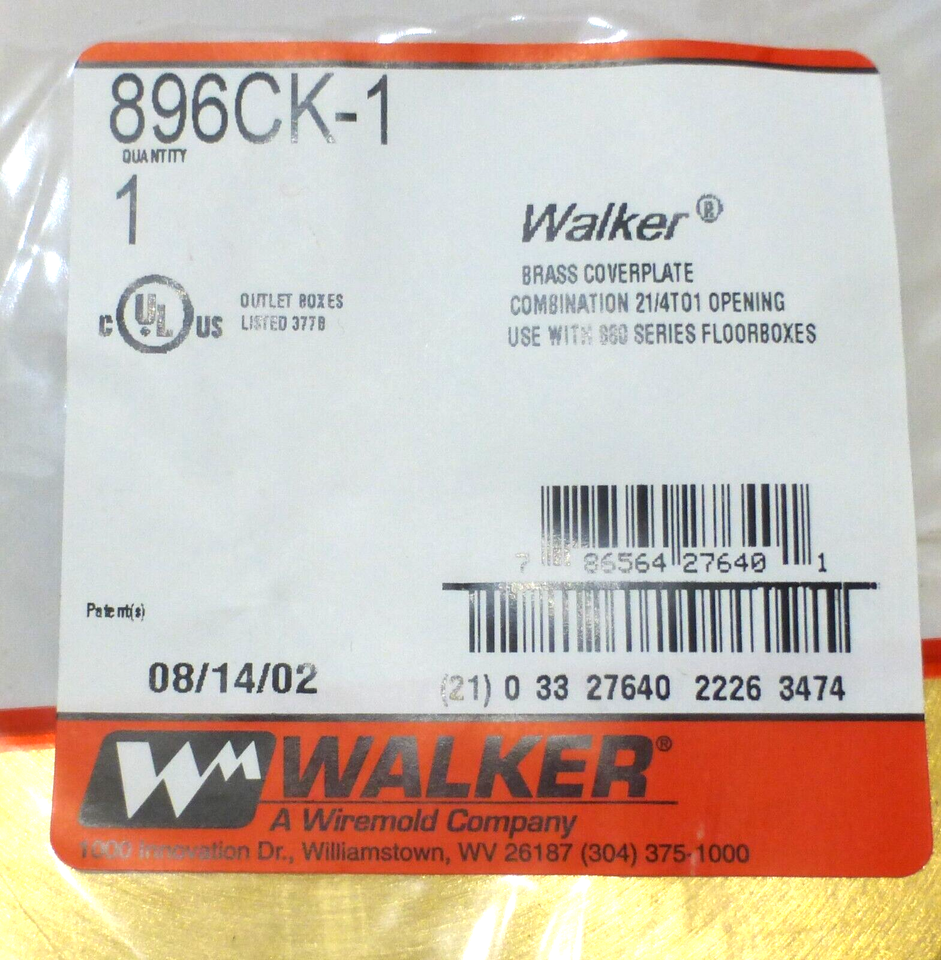 896CK-1
QUANTITY
1
Walker®
BRASS COVERPLATE
COMBINATION 21/4TO1 OPENING
USE WITH 880 SERIES FLOORBOXES
C UL US
OUTLET BOXES
LISTED 377B
7 86564 27640 1
Patent(s)
08/14/02
(21) 0 33 27640 2226 3474
WM WALKER®
A Wiremold Company
1000 Innovation Dr., Williamstown, WV 26187 (304) 375-1000